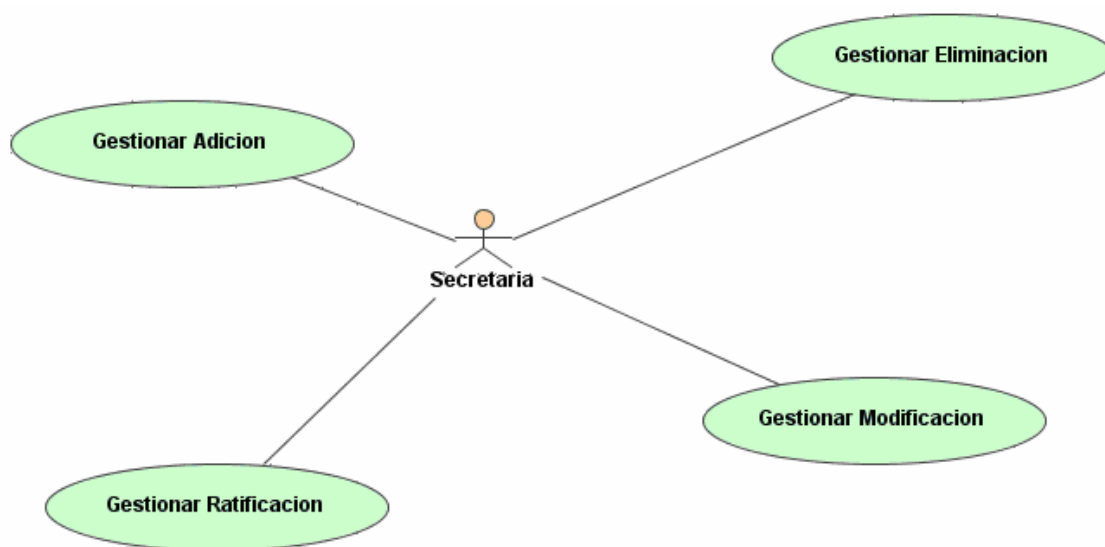 Gestionar Eliminacion
Gestionar Adicion
Secretaria
Gestionar Modificacion
Gestionar Ratificacion